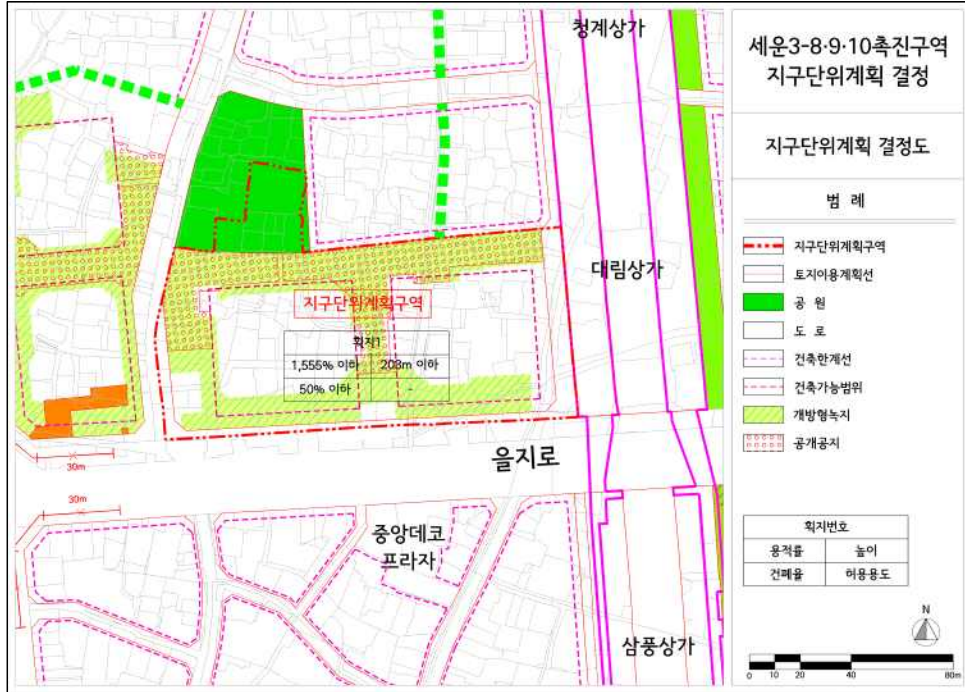 청계상가
대림상가
지구단위계획구역
획지1
1,555% 이하 203m 이하
50% 이하 -
을지로
30m
30m
중앙데코
프라자
삼풍상가
세운3-8·9·10촉진구역
지구단위계획 결정
지구단위계획 결정도
범 례
지구단위계획구역
토지이용계획선
공 원
도 로
건축한계선
건축가능범위
개방형녹지
공개공지
획지번호
용적률 높이
건폐율 허용용도
N
0 10 20 40 80m